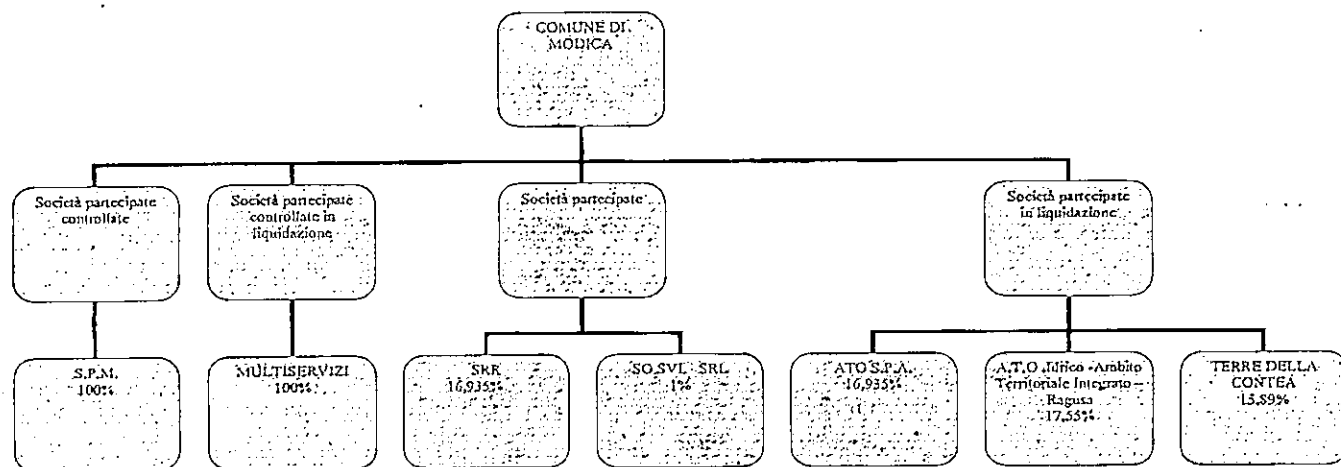 COMUNE DI
MODICA
Società partecipate
controllate
Società partecipate
controllate in
liquidazione
Società partecipate
Società partecipate
in liquidazione
S.P.M.
100%
MULTISERVIZI
100%
SRR
16,935%
SO.SVI. SRL
1%
ATO S.P.A.
16,935%
A.T.O. Idrico -Ambito
Territoriale Integrato –
Ragusa
17,55%
TERRE DELLA
CONTEA
15,89%